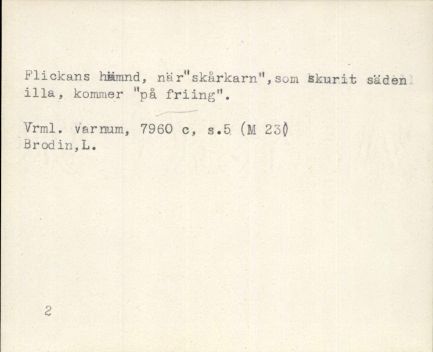 Flickans hämnd, när"skårkarn",som skurit säden
illa, kommer "på friing".
Vrml. varnum, 7960 c, s.5 (M 23)
Brodin,L.
2